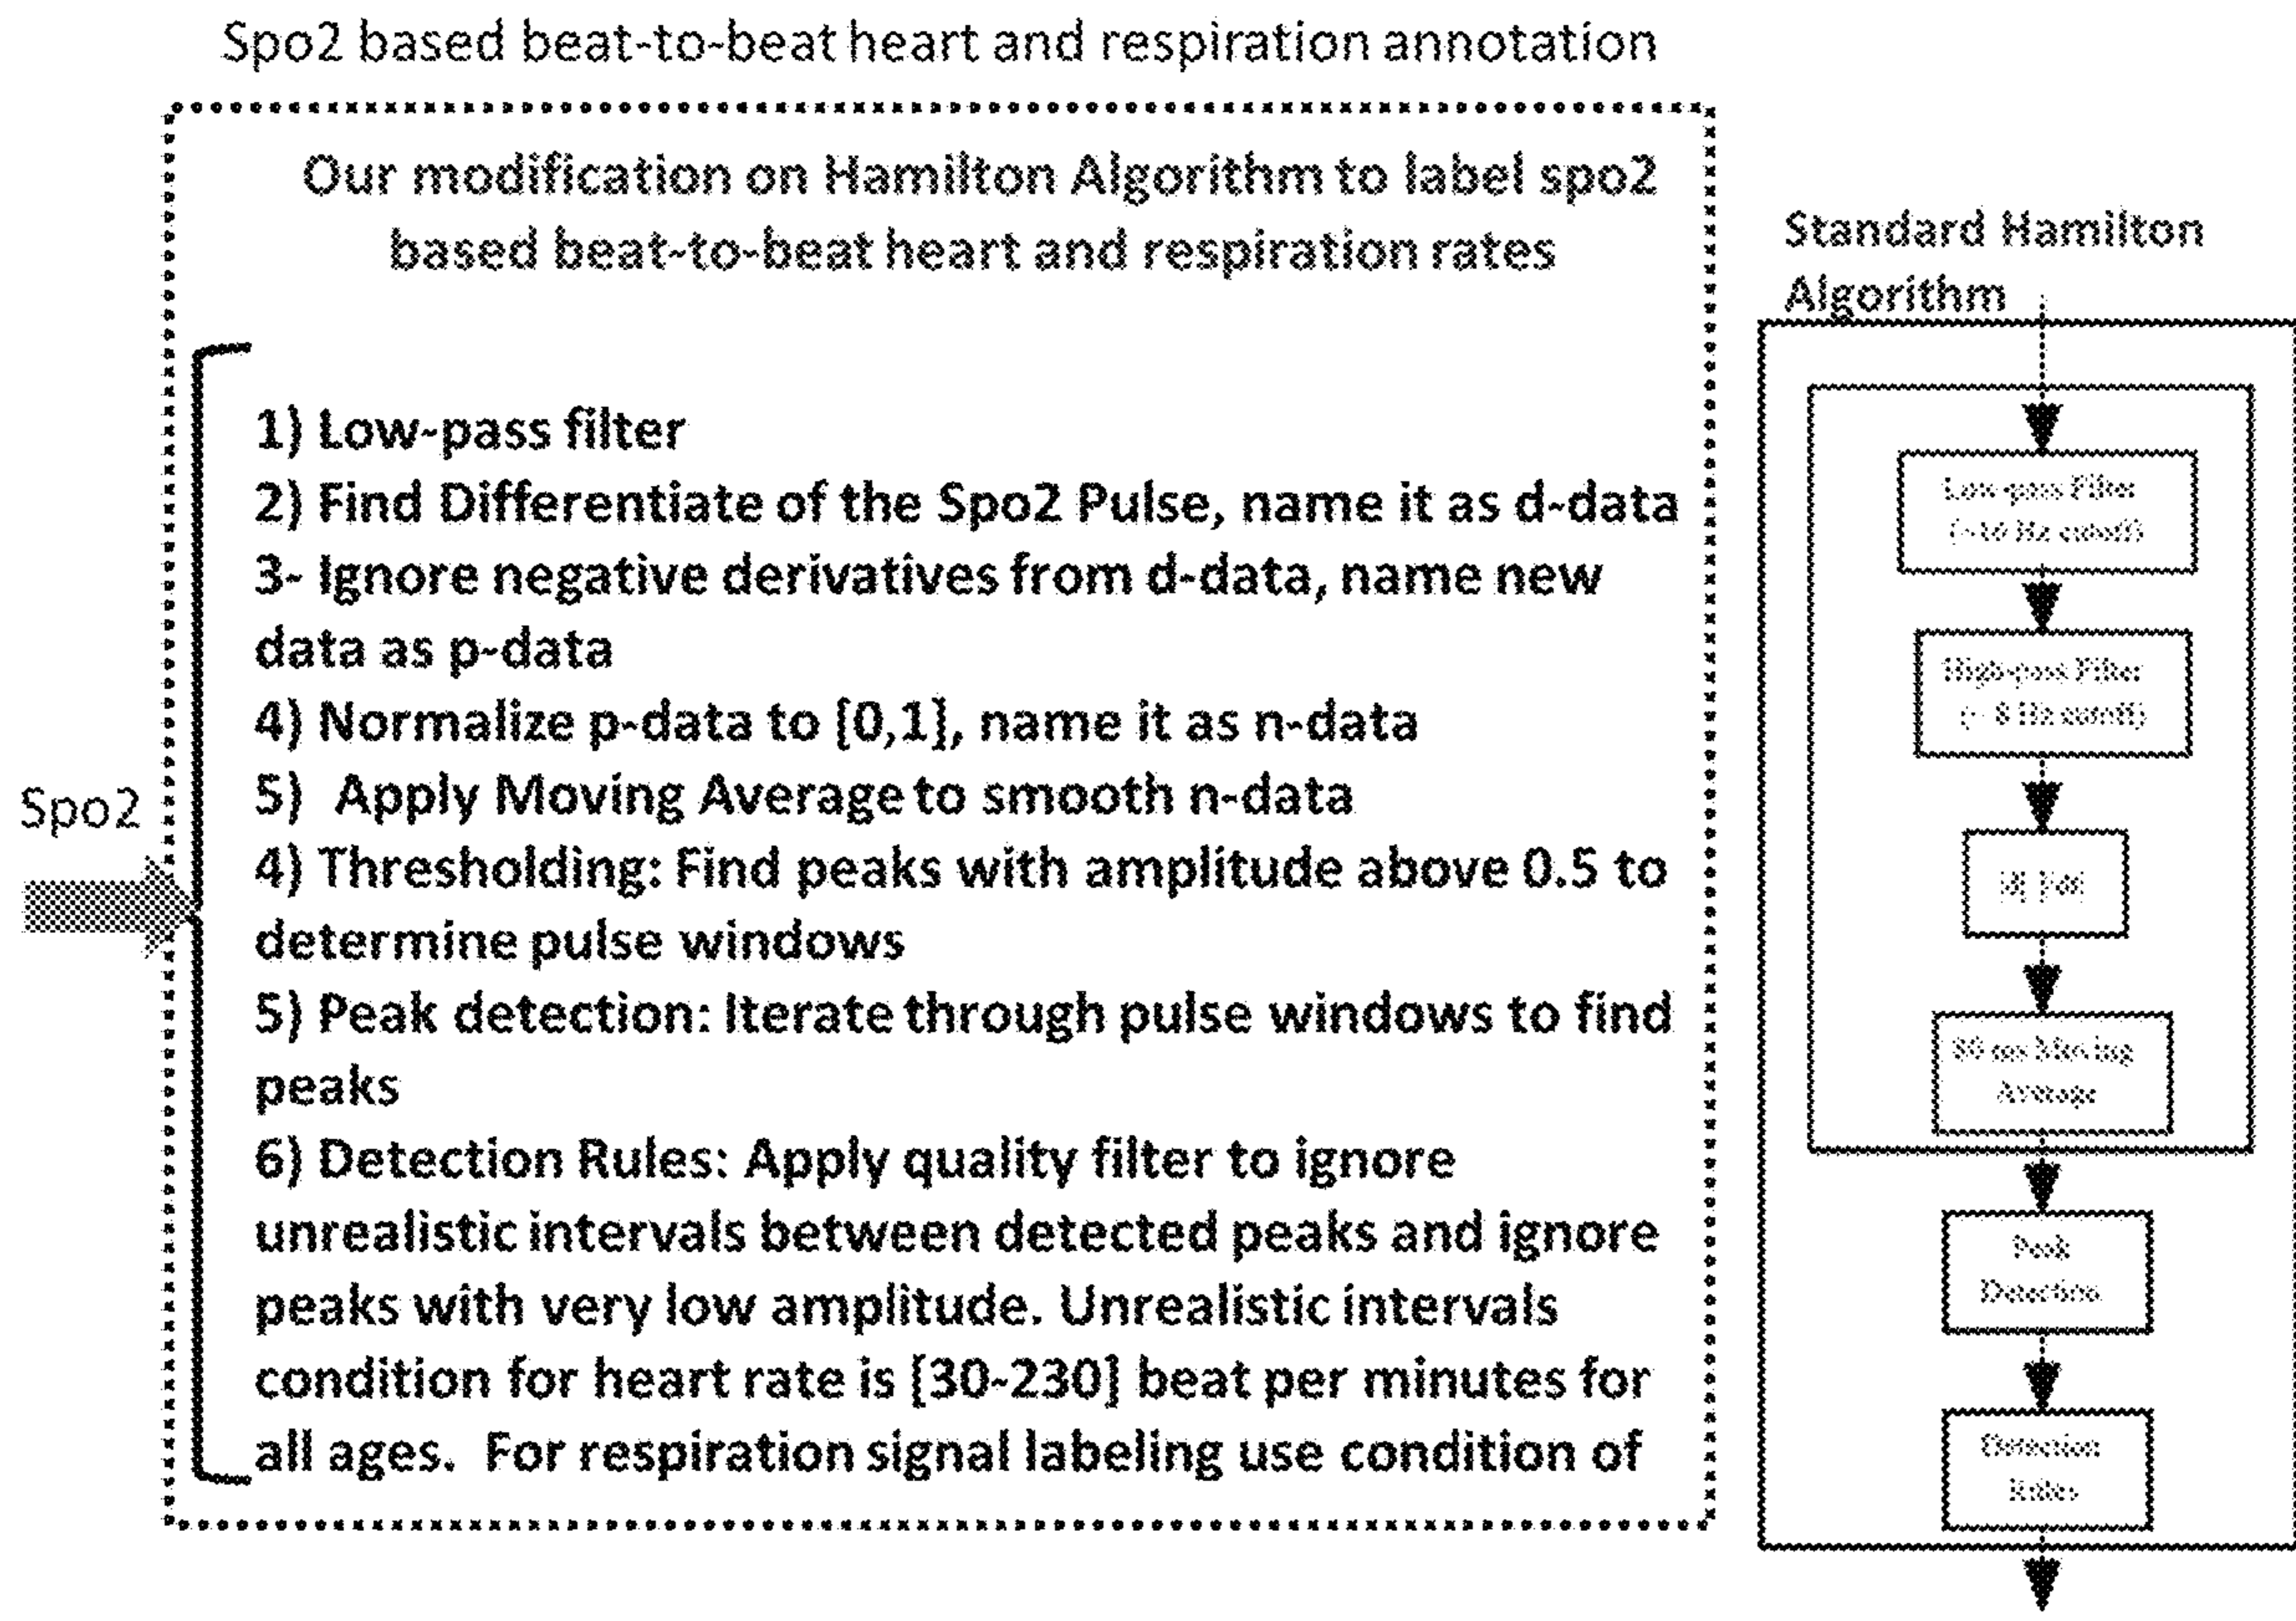 Spo2 based beat-to-beat heart and respiration annotation
Our modification on Hamilton Algorithm to label spo2
based beat-to-beat heart and respiration rates
1) Low-pass filter
2) Find Differentiate of the Spo2 Pulse, name it as d-data
3- Ignore negative derivatives from d-data, name new
data as p-data
4) Normalize p-data to [0,1], name it as n-data
5) Apply Moving Average to smooth n-data
4) Thresholding: Find peaks with amplitude above 0.5 to
determine pulse windows
5) Peak detection: Iterate through pulse windows to find
peaks
6) Detection Rules: Apply quality filter to ignore
unrealistic intervals between detected peaks and ignore
peaks with very low amplitude. Unrealistic intervals
condition for heart rate is [30-230] beat per minutes for
all ages. For respiration signal labeling use condition of
Spo2
Standard Hamilton
Algorithm
Low-pass Filter
Hz cutoff)
High-pass Filter
8 Hz cutoff)
Moving
Average
Peak
Detection
Detection
Rules